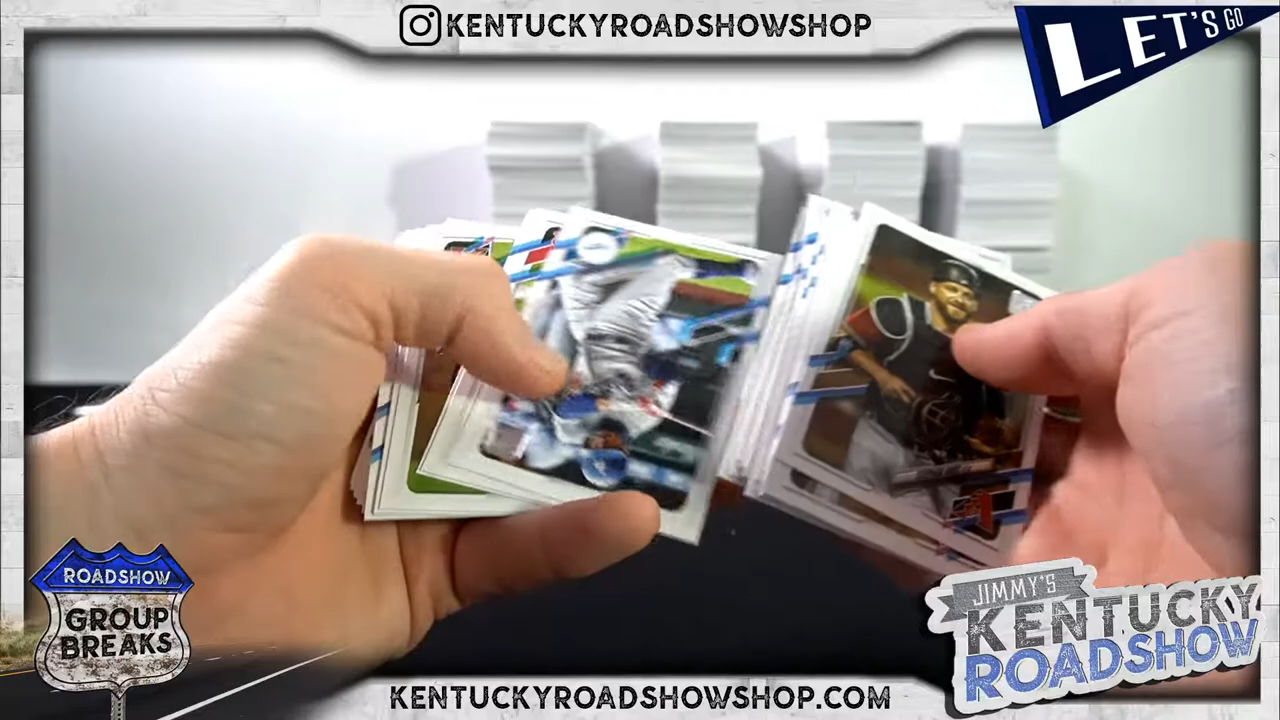 KENTUCKYROADSHOWSHOP
LET'S GO
ROADSHOW
GROUP
BREAKS
JIMMY'S
KENTUCKY
ROADSHOW
KENTUCKYROADSHOWSHOP.COM